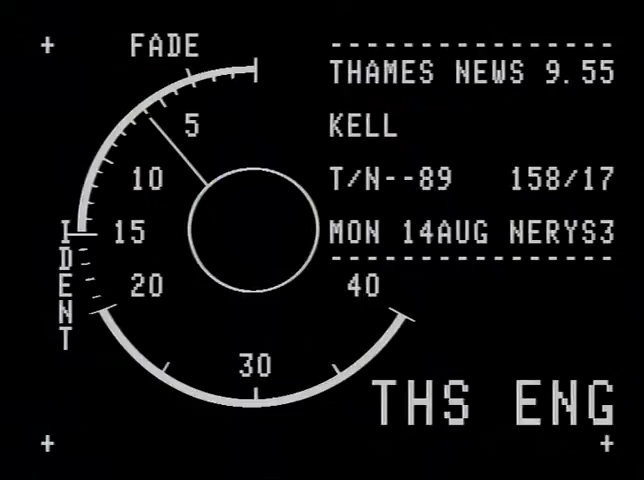 FADE
5
10
15
20
30
40
IDENT
THAMES NEWS 9.55
KELL
T/N--89 158/17
MON 14AUG NERYS3
THS ENG